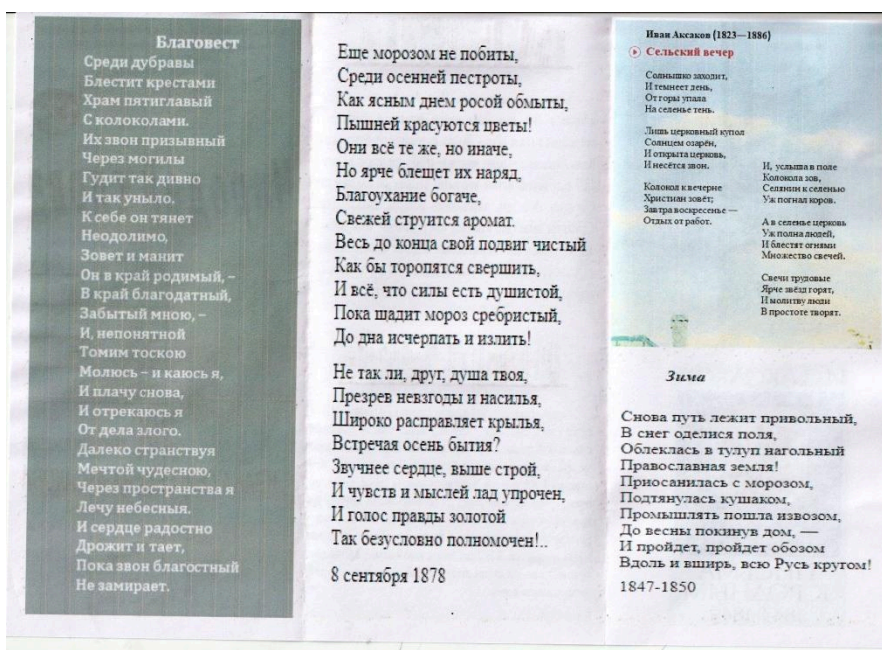 Благовест
Среди дубравы
Блестит крестами
Храм пятиглавый
С колоколами.
Их звон призывный
Через могилы
Гудит так дивно
И так уныло.
К себе он тянет
Неодолимо,
Зовет и манит
Он в край родимый, –
В край благодатный,
Забытый мною, –
И, непонятной
Томим тоскою
Молюсь – и каюсь я,
И плачу снова,
И отрекаюсь я
От дела злого.
Далеко странствуя
Мечтой чудесною,
Через пространства я
Лечу небесныя.
И сердце радостно
Дрожит и тает,
Пока звон благостный
Не замирает.
Еще морозом не побиты,
Среди осенней пестроты,
Как ясным днем росой обмыты,
Пышней красуются цветы!
Они всё те же, но иначе,
Но ярче блещет их наряд,
Благоухание богаче,
Свежей струится аромат.
Весь до конца свой подвиг чистый
Как бы торопятся свершить,
И всё, что силы есть душистой,
Пока щадит мороз сребристый,
До дна исчерпать и излить!
Не так ли, друг, душа твоя,
Презрев невзгоды и насилья,
Широко расправляет крылья,
Встречая осень бытия?
Звучнее сердце, выше строй,
И чувств и мыслей лад упрочен,
И голос правды золотой
Так безусловно полномочен!..
8 сентября 1878
Иван Аксаков (1823—1886)
Сельский вечер
Солнышко заходит,
И темнеет день,
От горы упала
На селенье тень.
Лишь церковный купол
Солнцем озарён,
И открыта церковь,
И несётся звон.
Колокол к вечерне
Христиан зовёт;
Завтра воскресенье —
Отдых от работ.
И, услыша в поле
Колокола зов,
Селянин к селенью
Уж погнал коров.
А в селенье церковь
Уж полна людей,
И блестят огнями
Множество свечей.
Свечи трудовые
Ярче звёзд горят,
И молитву люди
В простоте творят.
Зима
Снова путь лежит привольный,
В снег оделися поля,
Облеклась в тулуп нагольный
Православная земля!
Приосанилась с морозом,
Подтянулась кушаком,
Промышлять пошла извозом,
До весны покинув дом, —
И пройдет, пройдет обозом
Вдоль и вширь, всю Русь кругом!
1847-1850